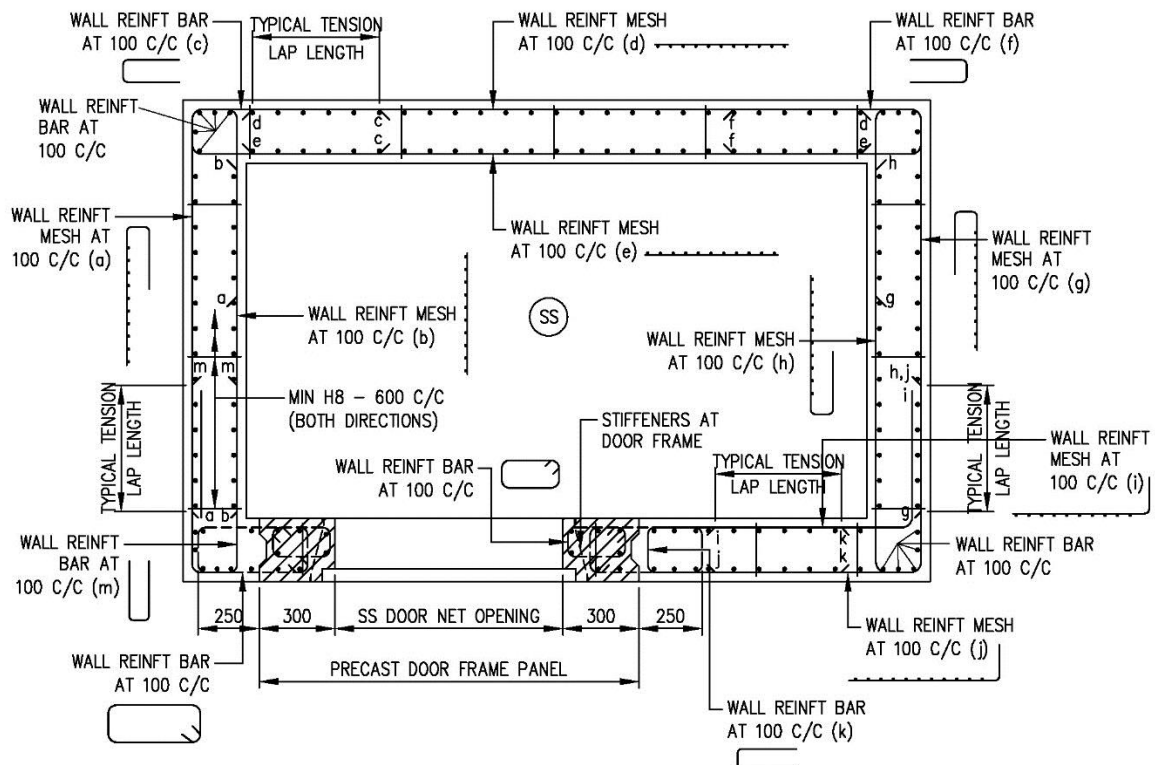 WALL REINFT BAR
AT 100 C/C (c)
TYPICAL TENSION
LAP LENGTH
WALL REINFT MESH
AT 100 C/C (d)
WALL REINFT BAR
AT 100 C/C (f)
WALL REINFT
BAR AT
100 C/C
d
e
c
c
f
f
d
e
b
h
WALL REINFT
MESH AT
100 C/C (a)
WALL REINFT MESH
AT 100 C/C (e)
WALL REINFT
MESH AT
100 C/C (g)
a
g
WALL REINFT MESH
AT 100 C/C (b)
SS
WALL REINFT MESH
AT 100 C/C (h)
m m
h,j
i
MIN H8 - 600 C/C
(BOTH DIRECTIONS)
STIFFENERS AT
DOOR FRAME
TYPICAL TENSION
LAP LENGTH
TYPICAL TENSION
LAP LENGTH
WALL REINFT
MESH AT
100 C/C (i)
WALL REINFT BAR
AT 100 C/C
TYPICAL TENSION
LAP LENGTH
a b
g
WALL REINFT
BAR AT
100 C/C (m)
j
j
k
k
WALL REINFT BAR
AT 100 C/C
250
300
SS DOOR NET OPENING
300
250
WALL REINFT MESH
AT 100 C/C (j)
WALL REINFT BAR
AT 100 C/C
PRECAST DOOR FRAME PANEL
WALL REINFT BAR
AT 100 C/C (k)